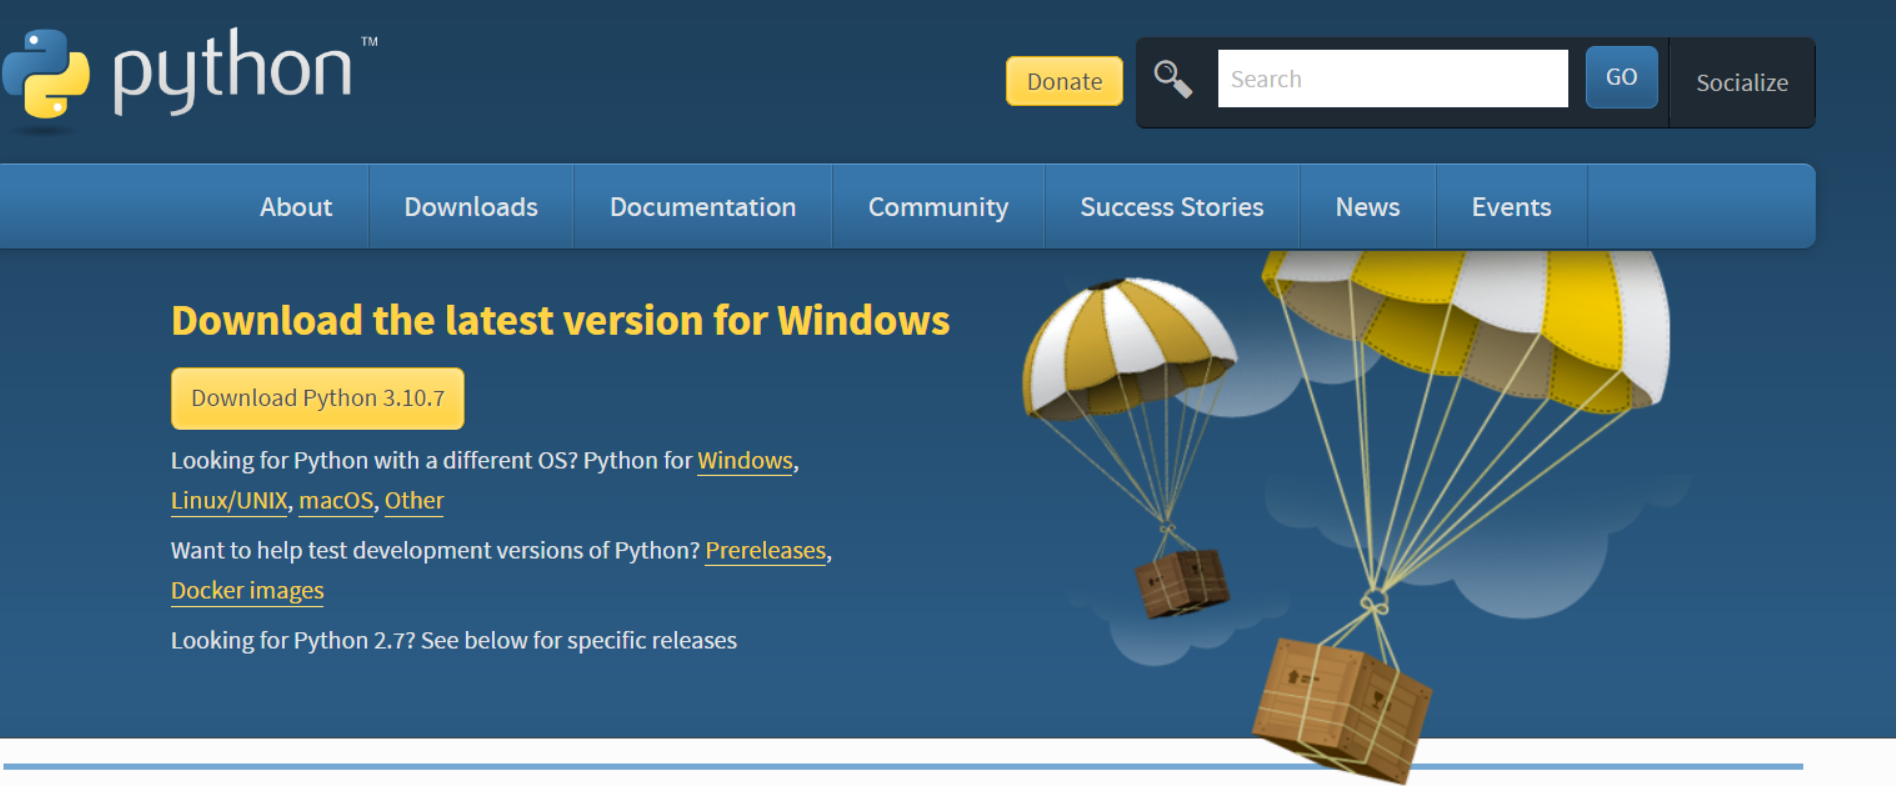 python™
Donate
Search
GO
Socialize
About
Downloads
Documentation
Community
Success Stories
News
Events
Download the latest version for Windows
Download Python 3.10.7
Looking for Python with a different OS? Python for Windows,
Linux/UNIX, macOS, Other
Want to help test development versions of Python? Prereleases,
Docker images
Looking for Python 2.7? See below for specific releases